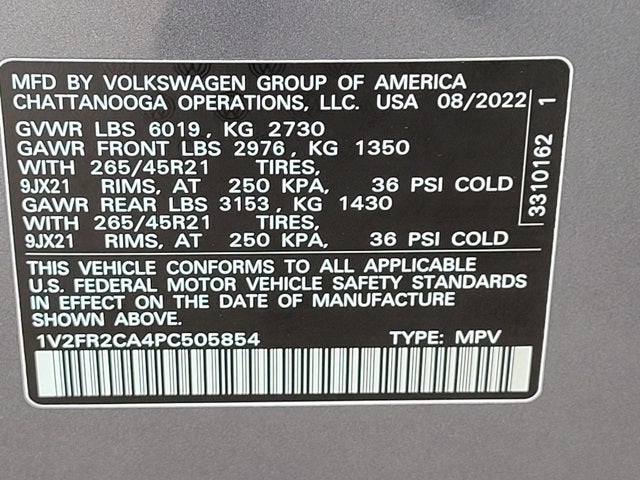 MFD BY VOLKSWAGEN GROUP OF AMERICA
CHATTANOOGA OPERATIONS, LLC. USA 08/2022
GVWR LBS 6019, KG 2730
GAWR FRONT LBS 2976, KG 1350
WITH 265/45R21 TIRES,
9JX21 RIMS, AT 250 KPA, 36 PSI COLD
GAWR REAR LBS 3153, KG 1430
WITH 265/45R21 TIRES,
9JX21 RIMS, AT 250 KPA, 36 PSI COLD
THIS VEHICLE CONFORMS TO ALL APPLICABLE
U.S. FEDERAL MOTOR VEHICLE SAFETY STANDARDS
IN EFFECT ON THE DATE OF MANUFACTURE
1V2FR2CA4PC505854 TYPE: MPV
3310162 1